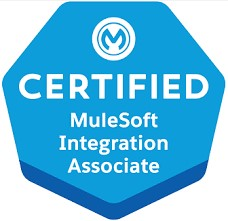 CERTIFIED
MuleSoft
Integration
Associate